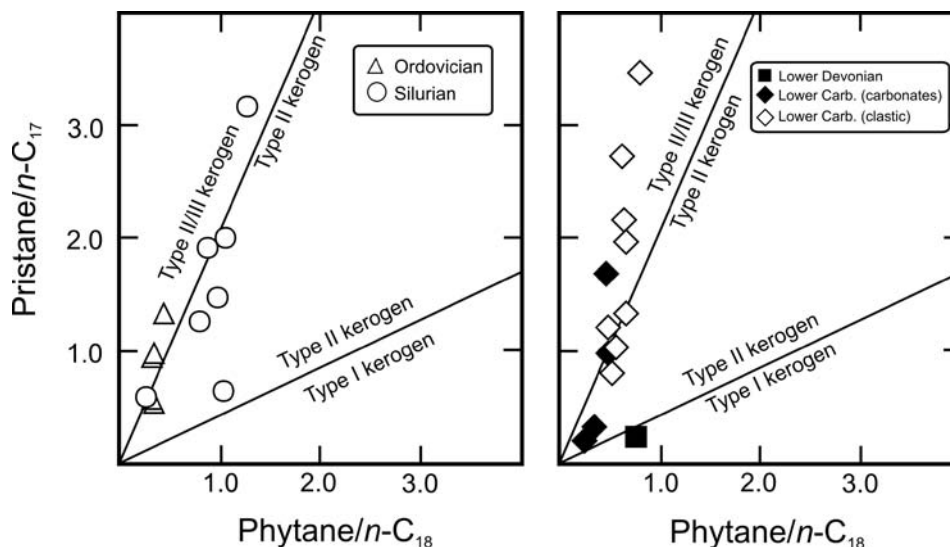 Pristane/n-C17
3.0
2.0
1.0
Type II/III kerogen
Type II kerogen
△ Ordovician
○ Silurian
Type II kerogen
Type I kerogen
1.0 2.0 3.0
Phytane/n-C18
Type II/III kerogen
Type II kerogen
■ Lower Devonian
◆ Lower Carb. (carbonates)
◇ Lower Carb. (clastic)
Type II kerogen
Type I kerogen
1.0 2.0 3.0
Phytane/n-C18